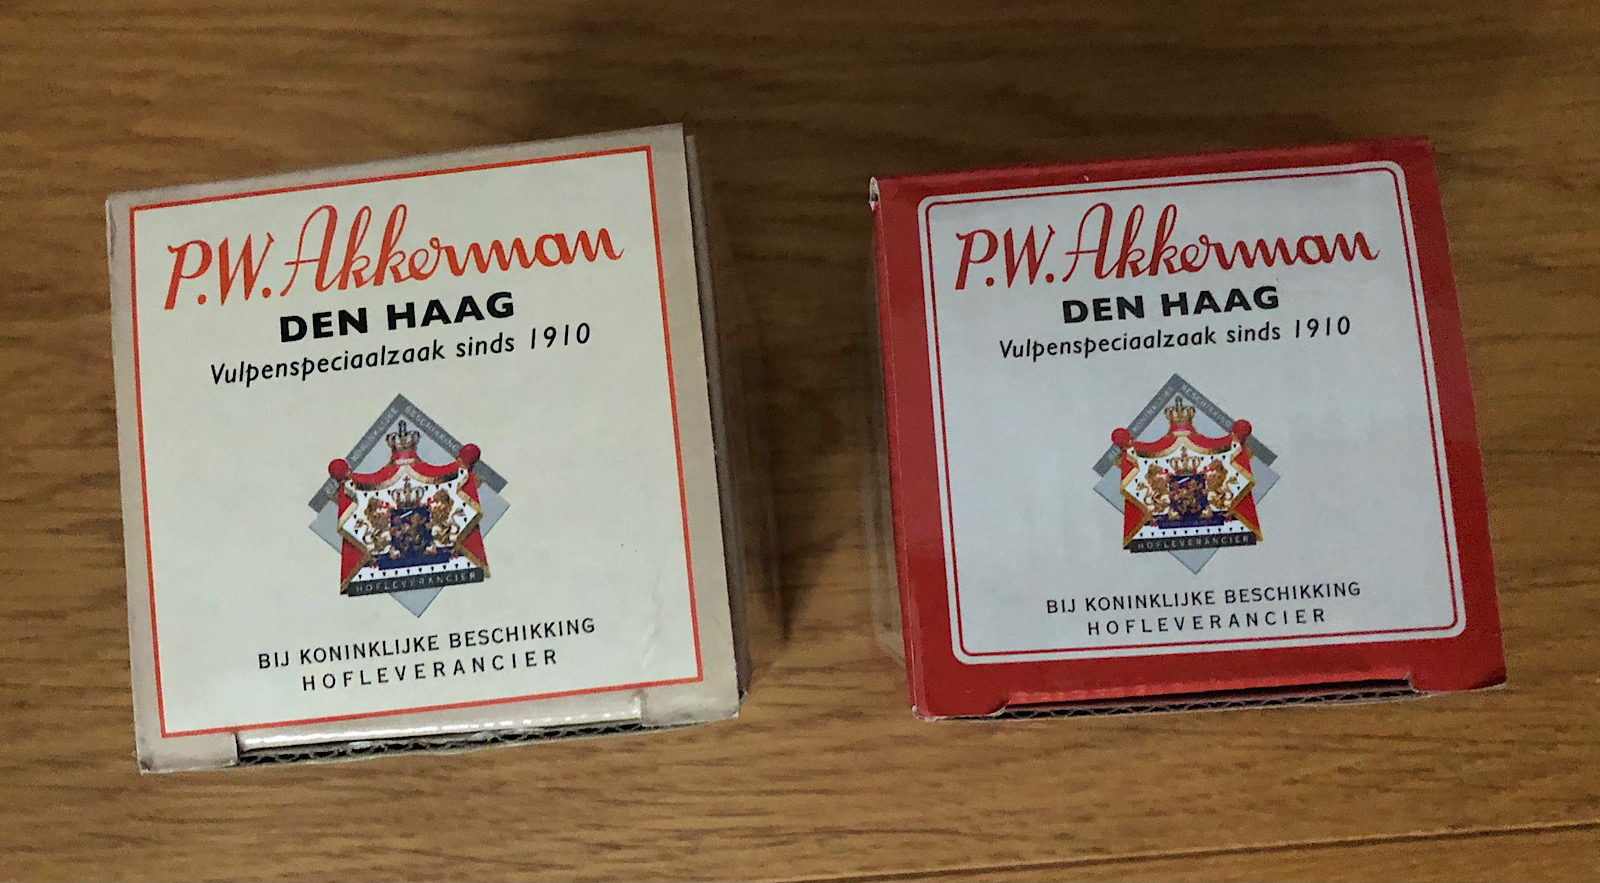 P.W. Akkerman
DEN HAAG
Vulpenspeciaalzaak sinds 1910
BIJ KONINKLIJKE BESCHIKKING
HOFLEVERANCIER
BIJ KONINKLIJKE BESCHIKKING
HOFLEVERANCIER
P.W. Akkerman
DEN HAAG
Vulpenspeciaalzaak sinds 1910
BIJ KONINKLIJKE BESCHIKKING
HOFLEVERANCIER
BIJ KONINKLIJKE BESCHIKKING
HOFLEVERANCIER